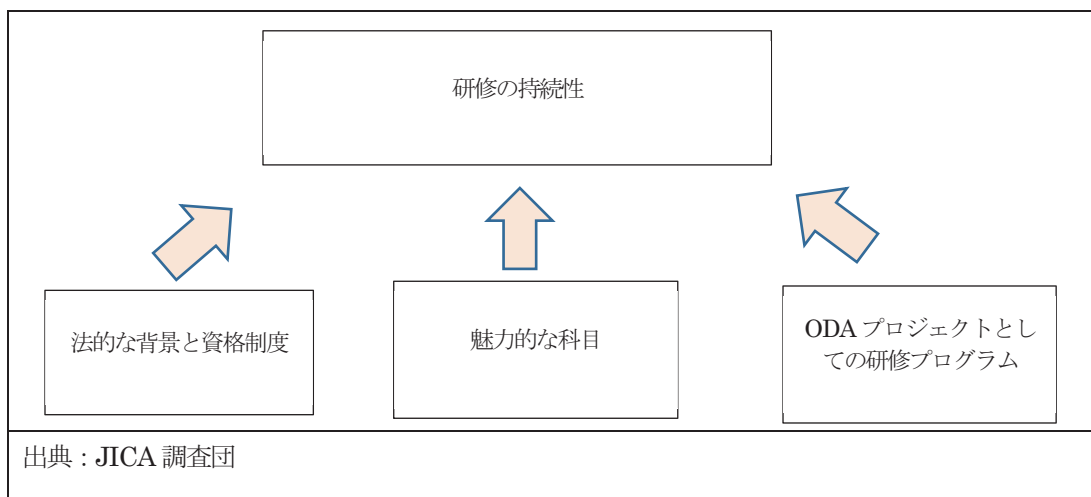 研修の持続性
法的な背景と資格制度
魅力的な科目
ODA プロジェクトとし
ての研修プログラム
出典：JICA 調査団